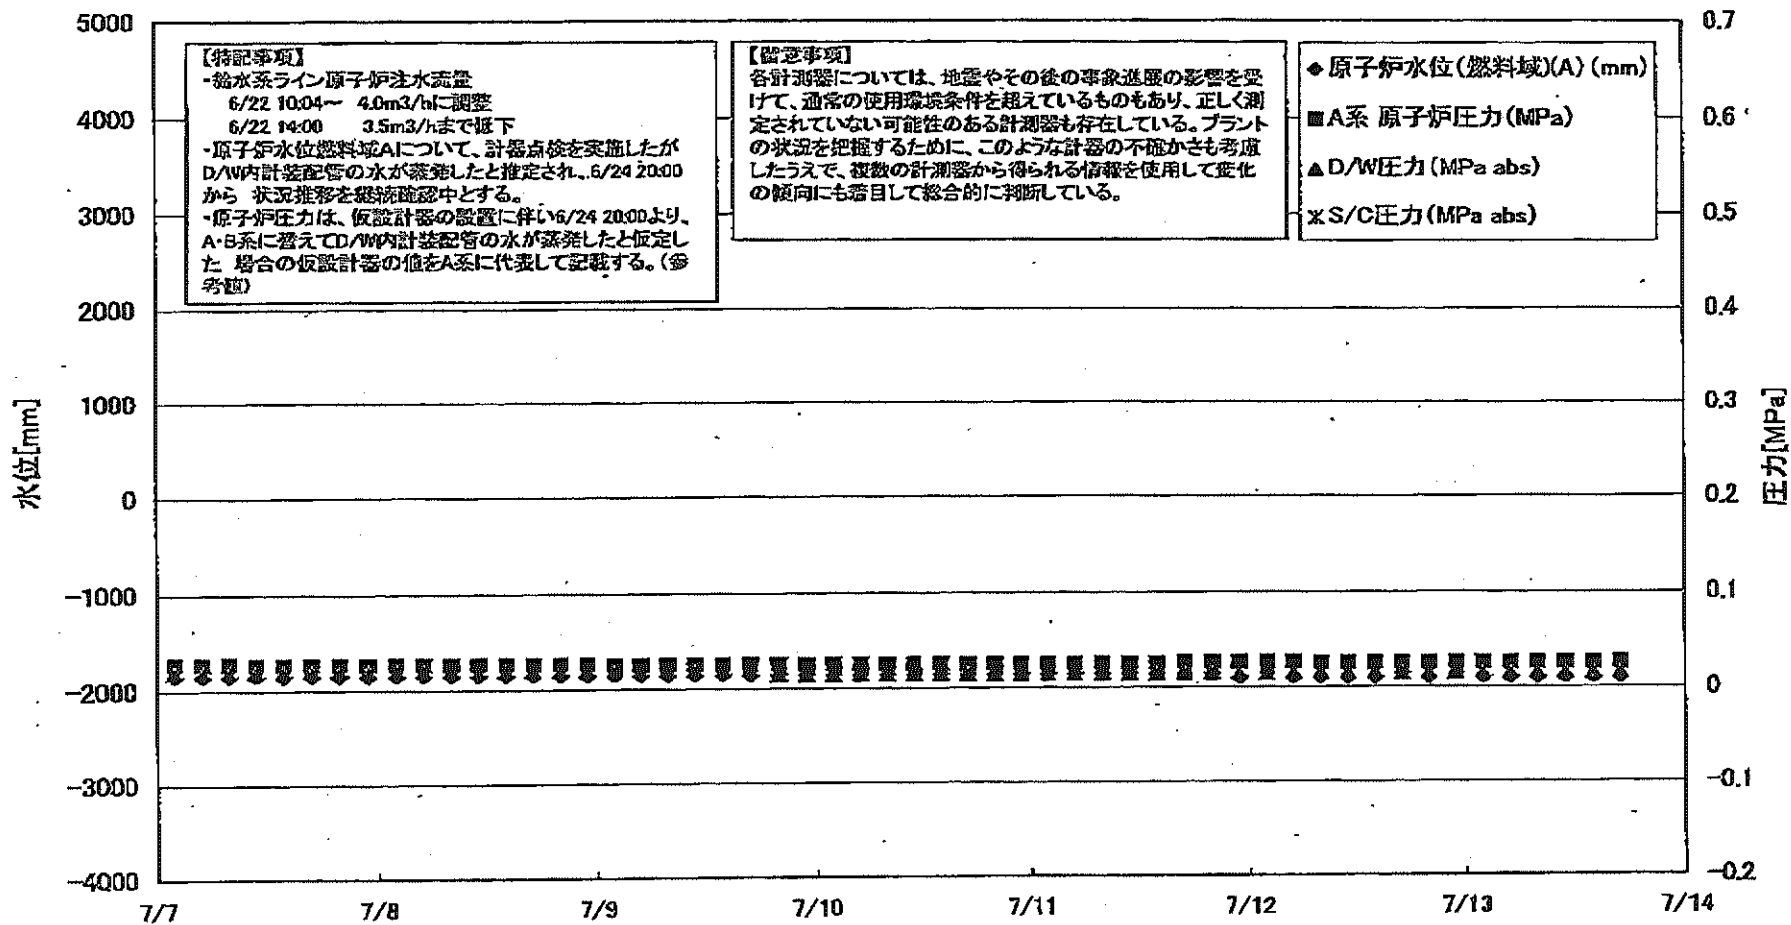 5000
4000
3000
2000
1000
0
-1000
-2000
-3000
-4000
水位[mm]
【特記事項】
・給水系ライン原子炉注水流量
6/22 10:04～ 4.0m3/hに調整
6/22 14:00 3.5m3/hまで低下
・原子炉水位燃料域Aについて、計器点検を実施したが
D/W内計装配管の水が蒸発したと推定され、6/24 20:00
から 状況推移を継続確認中とする。
・原子炉圧力は、仮設計器の設置に伴い6/24 20:00より、
A・B系に替えてD/W内計装配管の水が蒸発したと仮定し
た 場合の仮設計器の値をA系に代表して記載する。(参
考値)
【留意事項】
各計測器については、地震やその後の事象進展の影響を受
けて、通常の使用環境条件を超えているものもあり、正しく測
定されていない可能性のある計測器も存在している。プラント
の状況を把握するために、このような計器の不確かさも考慮
したうえで、複数の計測器から得られる情報を使用して変化
の傾向にも着目して総合的に判断している。
原子炉水位(燃料域)(A)(mm)
A系 原子炉圧力(MPa)
D/W圧力(MPa abs)
S/C圧力(MPa abs)
0.7
0.6
0.5
0.4
0.3
0.2
0.1
0
-0.1
-0.2
圧力[MPa]
7/7 7/8 7/9 7/10 7/11 7/12 7/13 7/14